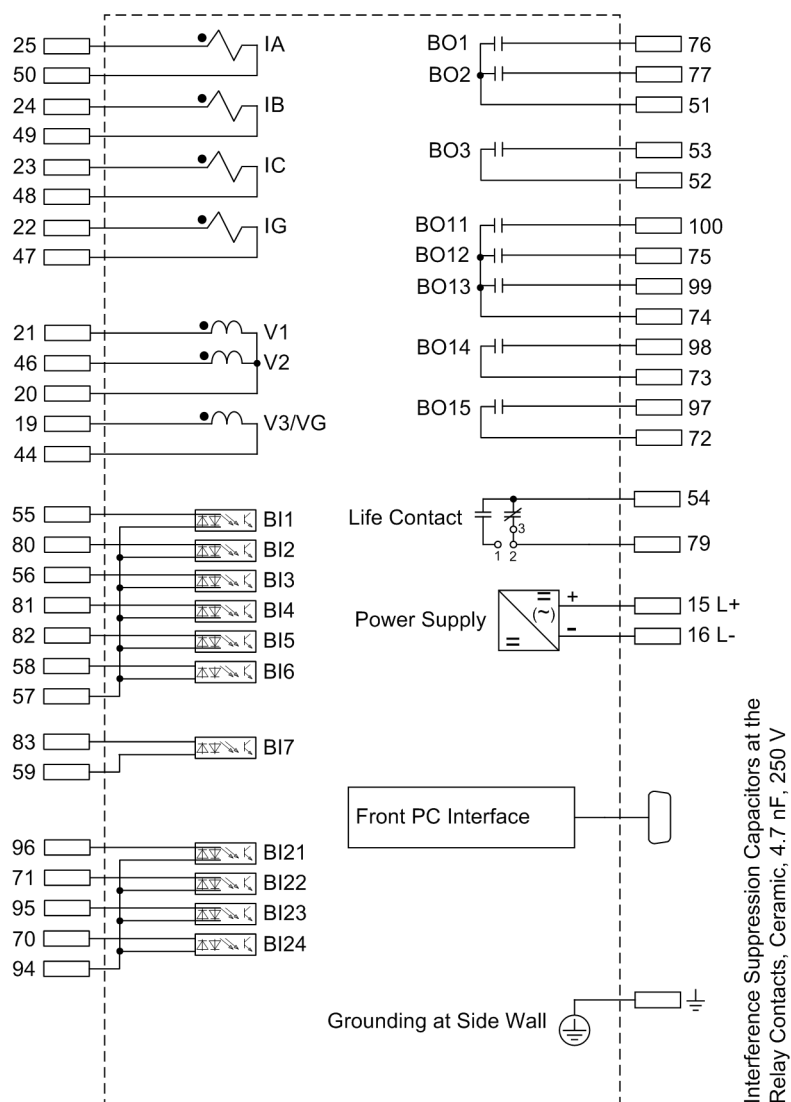 25 IA
50
24 IB
49
23 IC
48
22 IG
47
21 V1
46 V2
20
19 V3/VG
44
55 BI1
80 BI2
56 BI3
81 BI4
82 BI5
58 BI6
57
83 BI7
59
96 BI21
71 BI22
95 BI23
70 BI24
94
BO1 76
BO2 77
51
BO3 53
52
BO11 100
BO12 75
BO13 99
74
BO14 98
73
BO15 97
72
Life Contact 54
3
1 2 79
Power Supply = (~) = + - 15 L+
16 L-
Front PC Interface
Grounding at Side Wall
Interference Suppression Capacitors at the
Relay Contacts, Ceramic, 4.7 nF, 250 V